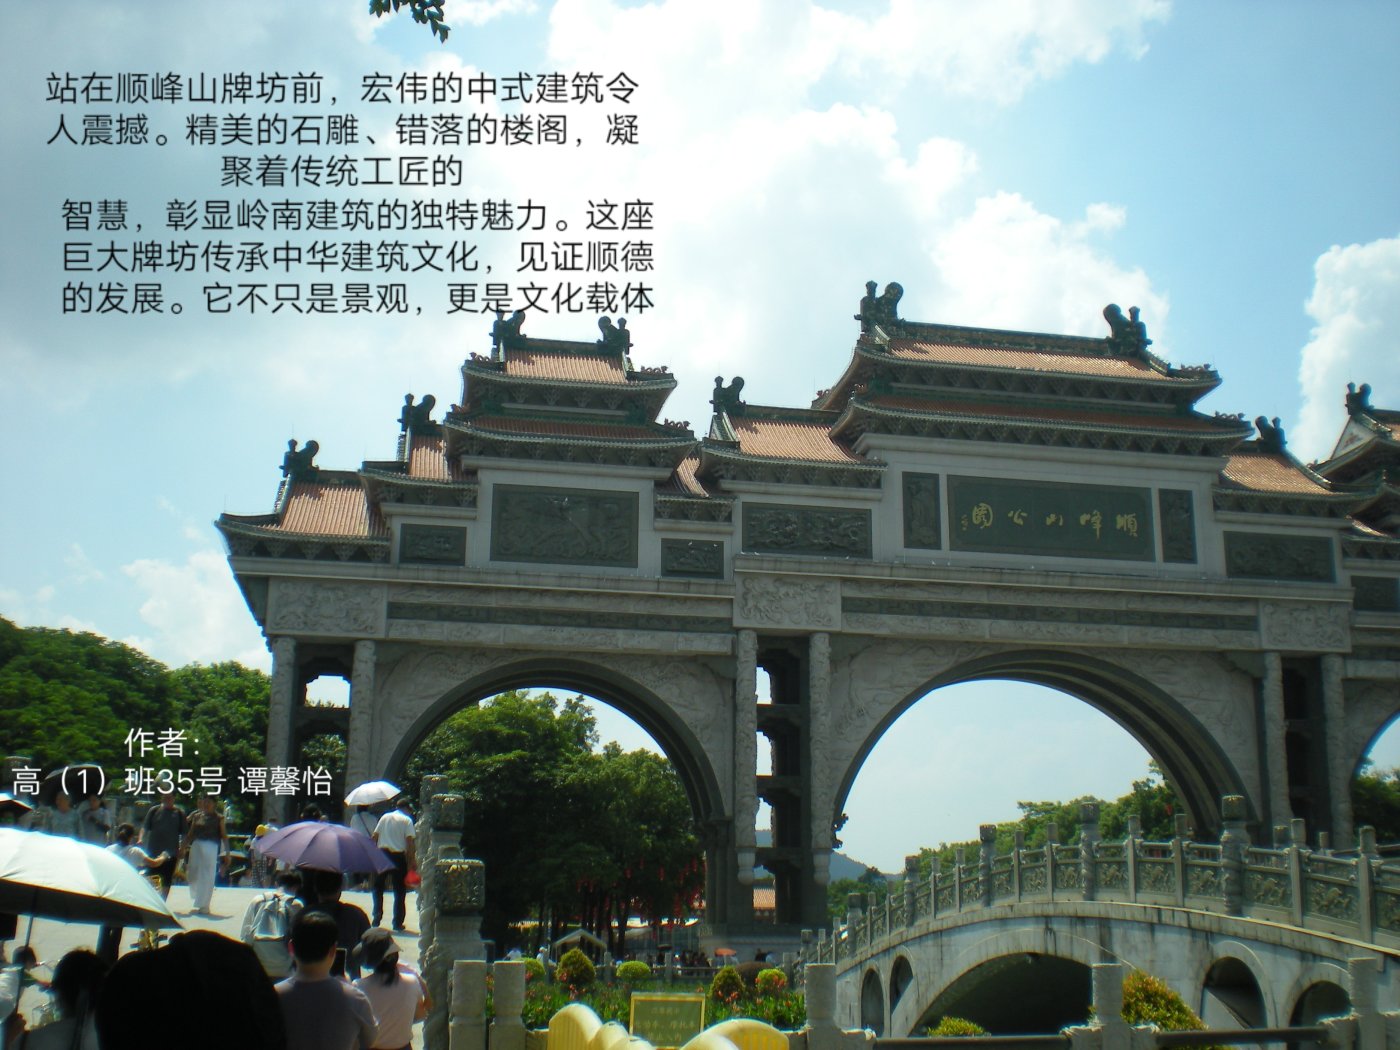 站在顺峰山牌坊前，宏伟的中式建筑令
人震撼。精美的石雕、错落的楼阁，凝
聚着传统工匠的
智慧，彰显岭南建筑的独特魅力。这座
巨大牌坊传承中华建筑文化，见证顺德
的发展。它不只是景观，更是文化载体
園公山峰順
作者：
高（1）班35号 谭馨怡